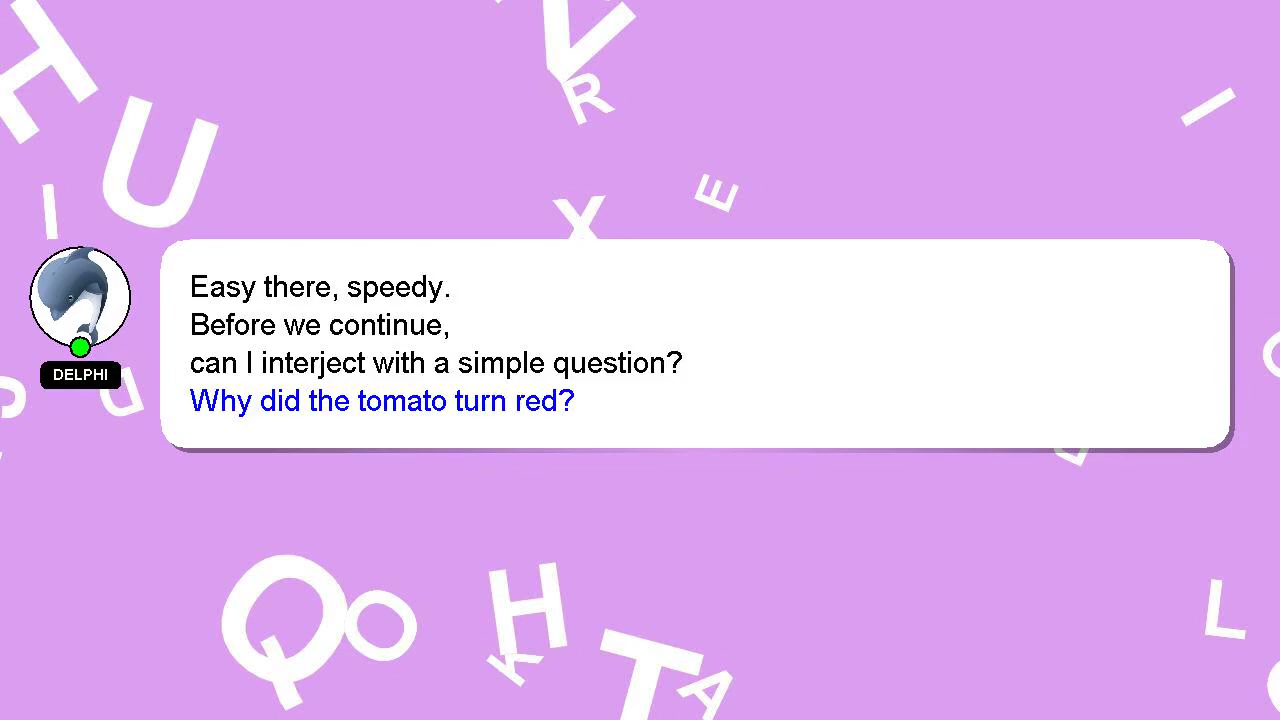 H
U
I
V
R
X
E
I
DELPHI
Easy there, speedy.
Before we continue,
can I interject with a simple question?
Why did the tomato turn red?
S
D
Q
O
H
K
T
A
L